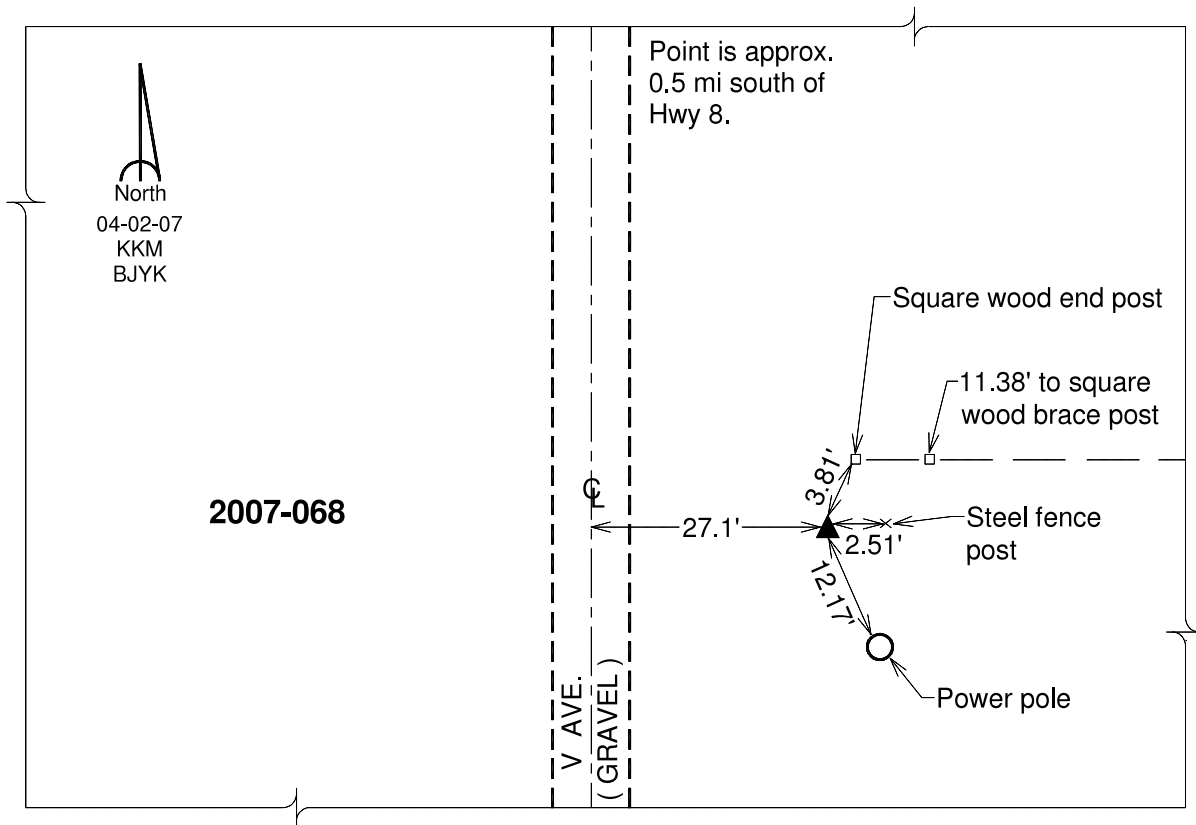 Point is approx.
0.5 mi south of
Hwy 8.
North
04-02-07
KKM
BJYK
Square wood end post
11.38' to square
wood brace post
3.81'
2007-068
℄
27.1'
2.51'
Steel fence
post
12.17'
Power pole
V AVE.
( GRAVEL )